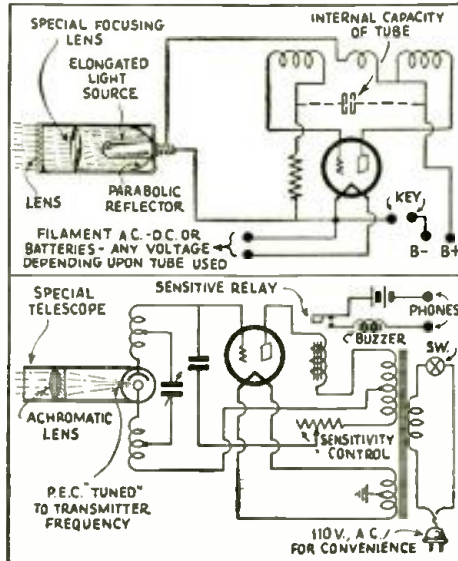 SPECIAL FOCUSING
LENS
ELONGATED
LIGHT
SOURCE
INTERNAL CAPACITY
OF TUBE
LENS
PARABOLIC
REFLECTOR
KEY
B-
B+
FILAMENT A.C.-D.C. OR
BATTERIES - ANY VOLTAGE
DEPENDING UPON TUBE USED
SPECIAL
TELESCOPE
SENSITIVE RELAY
PHONES
BUZZER
SW.
ACHROMATIC
LENS
SENSITIVITY
CONTROL
P.E.C. "TUNED"
TO TRANSMITTER
FREQUENCY
110 V., A.C.
FOR CONVENIENCE